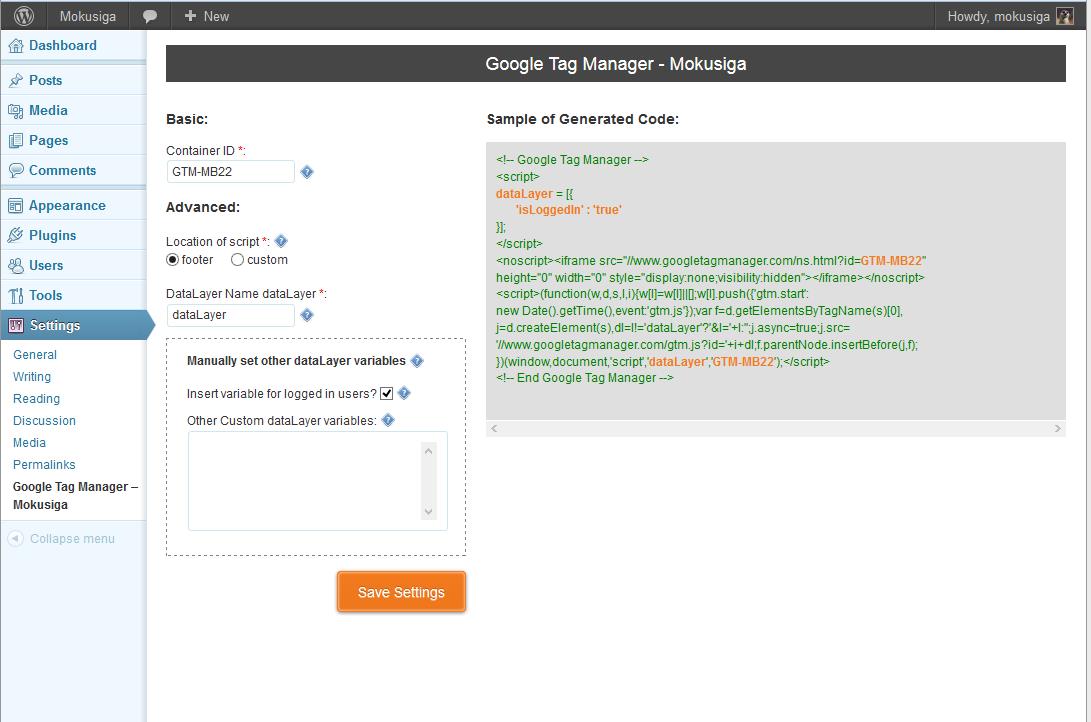 Mokusiga
New
Howdy, mokusiga
Dashboard
Posts
Media
Pages
Comments
Appearance
Plugins
Users
Tools
Settings
General
Writing
Reading
Discussion
Media
Permalinks
Google Tag Manager –
Mokusiga
Collapse menu
Google Tag Manager - Mokusiga
Basic:
Container ID *:
GTM-MB22
Advanced:
Location of script *:
footer custom
DataLayer Name dataLayer *:
dataLayer
Manually set other dataLayer variables
Insert variable for logged in users?
Other Custom dataLayer variables:
Save Settings
Sample of Generated Code:
<!-- Google Tag Manager -->
<script>
dataLayer = [{
'isLoggedIn' : 'true'
}];
</script>
<noscript><iframe src="//www.googletagmanager.com/ns.html?id=GTM-MB22"
height="0" width="0" style="display:none;visibility:hidden"></iframe></noscript>
<script>(function(w,d,s,l,i){w[l]=w[l]||[];w[l].push({'gtm.start':
new Date().getTime(),event:'gtm.js'});var f=d.getElementsByTagName(s)[0],
j=d.createElement(s),dl=l!='dataLayer'?'&l='+l:'';j.async=true;j.src=
'//www.googletagmanager.com/gtm.js?id='+i+dl;f.parentNode.insertBefore(j,f);
})(window,document,'script','dataLayer','GTM-MB22');</script>
<!-- End Google Tag Manager -->